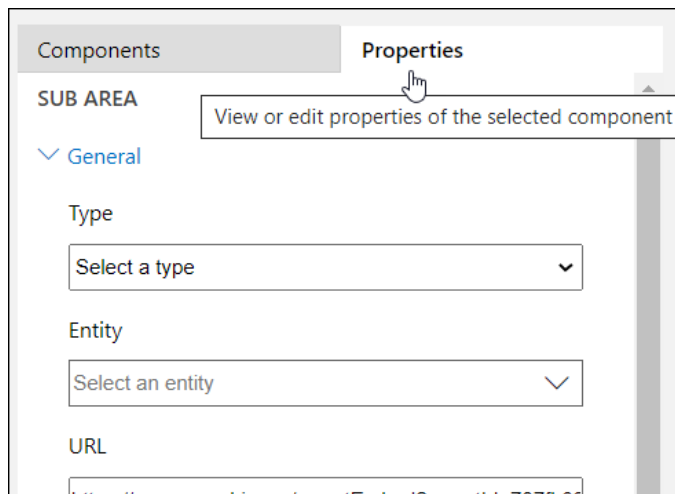 Components
Properties
SUB AREA
View or edit properties of the selected component
General
Type
Select a type
Entity
Select an entity
URL